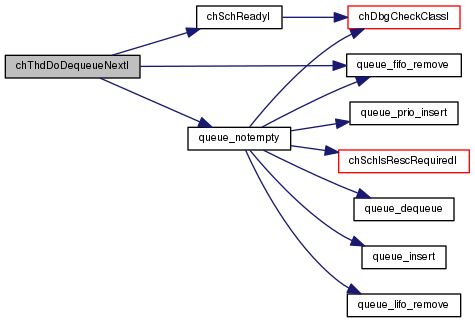 chThdDoDequeueNextI
chSchReadyI
chDbgCheckClassI
queue_fifo_remove
queue_notempty
queue_prio_insert
chSchIsRescRequiredI
queue_dequeue
queue_insert
queue_lifo_remove